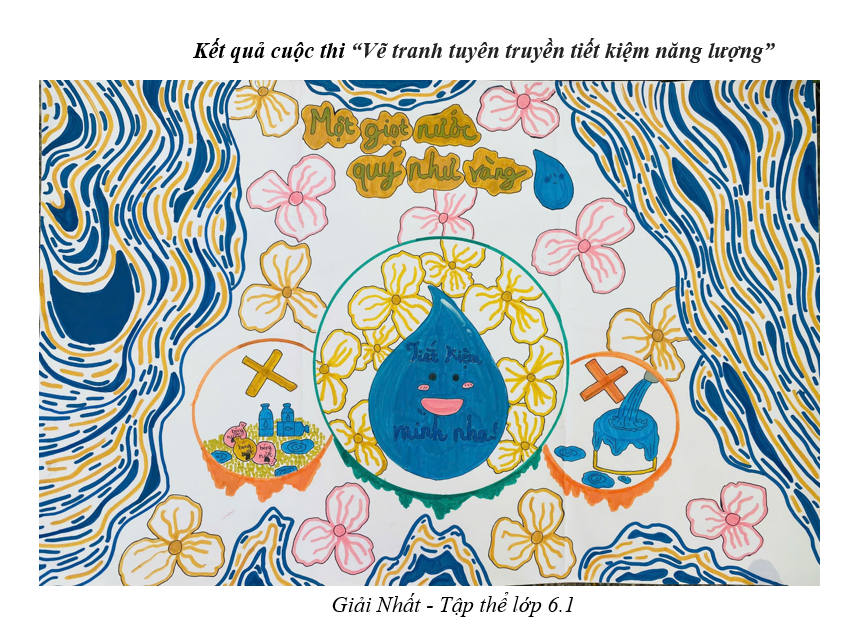 Kết quả cuộc thi “Vẽ tranh tuyên truyền tiết kiệm năng lượng”
Một giọt nước
quý như vàng
Tiết kiệm
mình nha!
Giải Nhất - Tập thể lớp 6.1